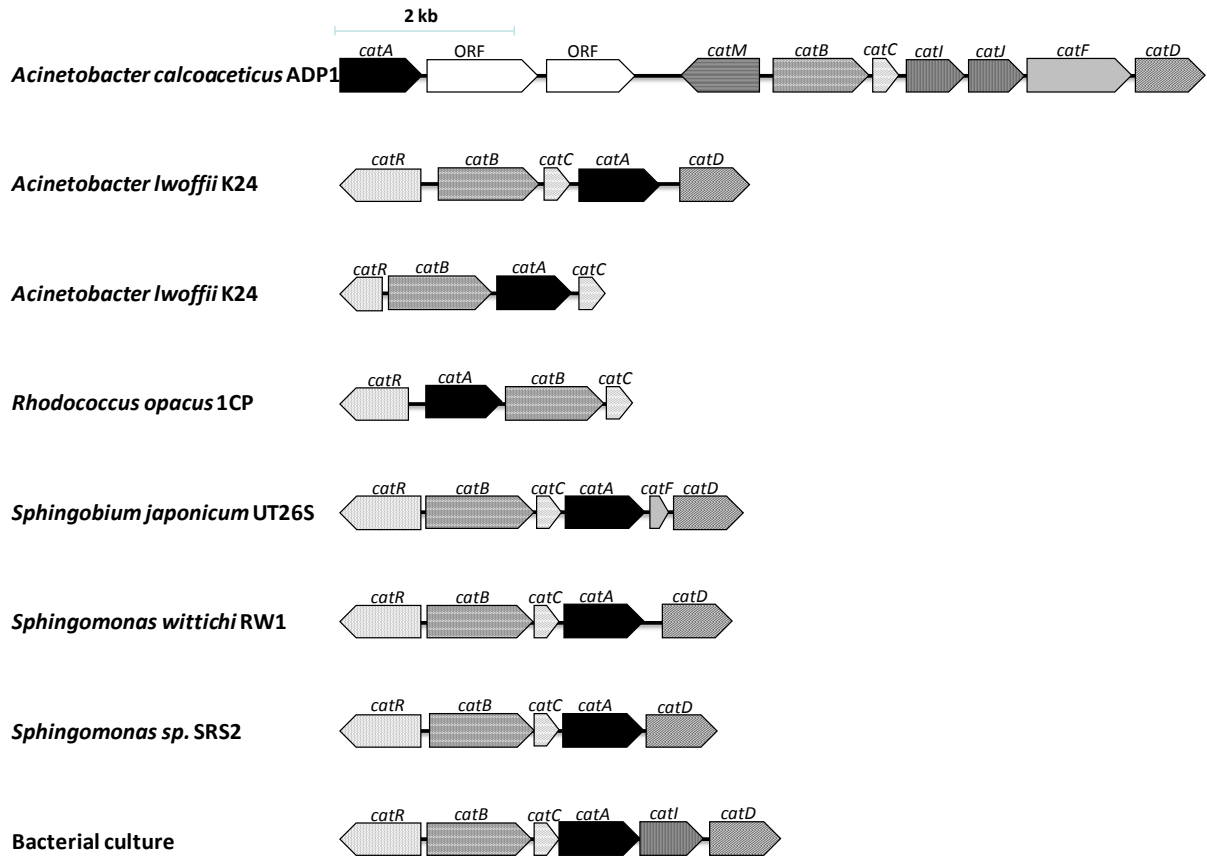 2 kb
catA ORF ORF catM catB catC catI catJ catF catD
Acinetobacter calcoaceticus ADP1
catR catB catC catA catD
Acinetobacter lwoffii K24
catR catB catA catC
Acinetobacter lwoffii K24
catR catA catB catC
Rhodococcus opacus 1CP
catR catB catC catA catF catD
Sphingobium japonicum UT26S
catR catB catC catA catD
Sphingomonas wittichi RW1
catR catB catC catA catD
Sphingomonas sp. SRS2
catR catB catC catA catI catD
Bacterial culture